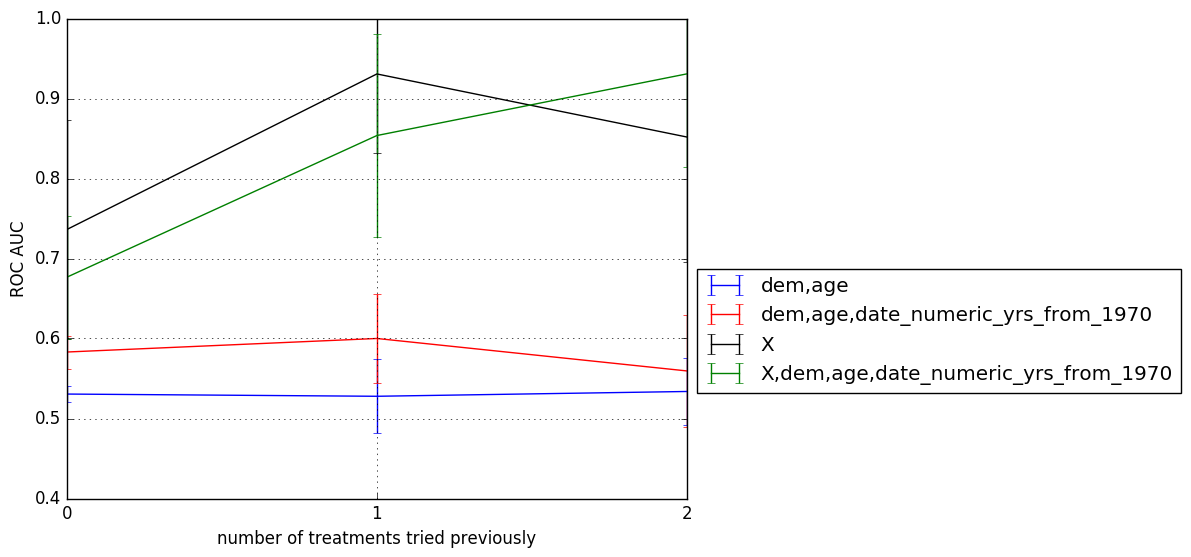 1.0
0.9
0.8
0.7
0.6
0.5
0.4
ROC AUC
0
1
2
number of treatments tried previously
dem,age
dem,age,date_numeric_yrs_from_1970
X
X,dem,age,date_numeric_yrs_from_1970